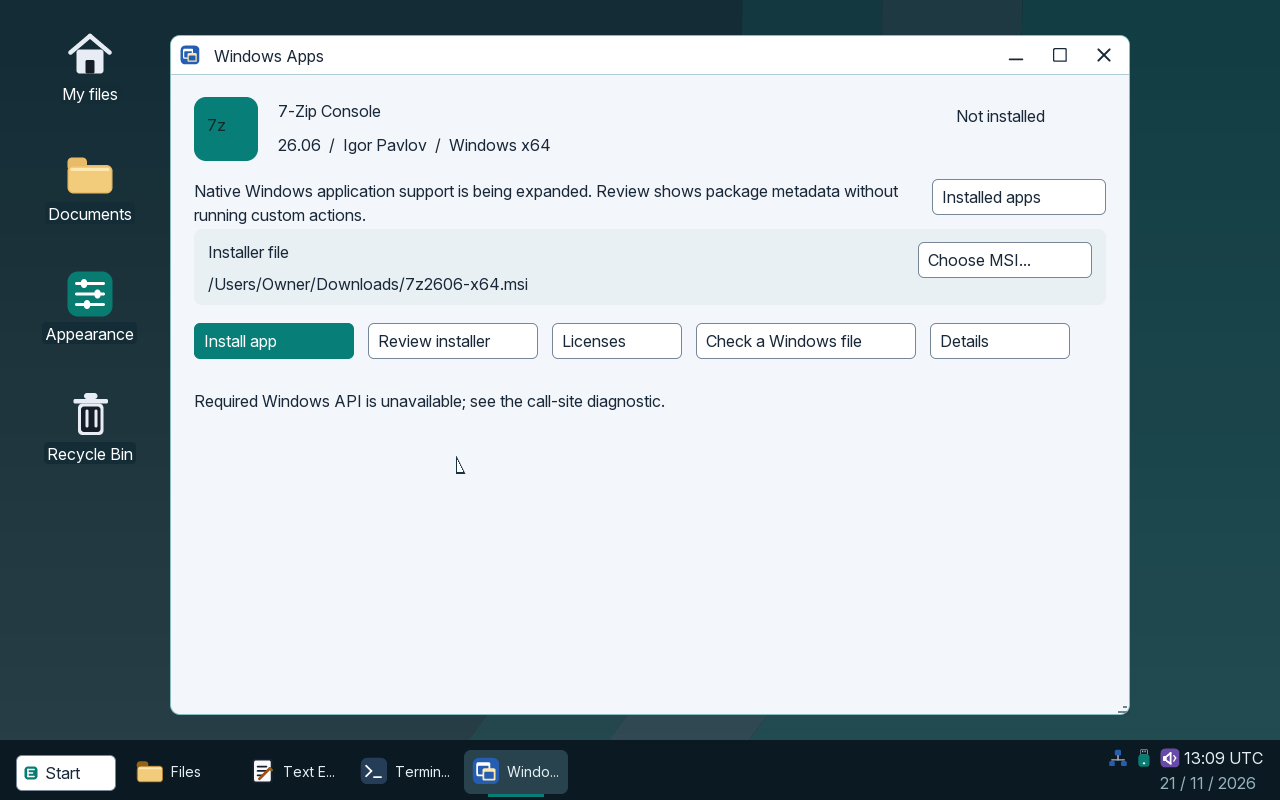 My files
Documents
Appearance
Recycle Bin
Windows Apps
7z
7-Zip Console
26.06 / Igor Pavlov / Windows x64
Not installed
Native Windows application support is being expanded. Review shows package metadata without
running custom actions.
Installed apps
Installer file
/Users/Owner/Downloads/7z2606-x64.msi
Choose MSI...
Install app
Review installer
Licenses
Check a Windows file
Details
Required Windows API is unavailable; see the call-site diagnostic.
Start
Files
Text E...
Termin...
Windo...
13:09 UTC
21 / 11 / 2026